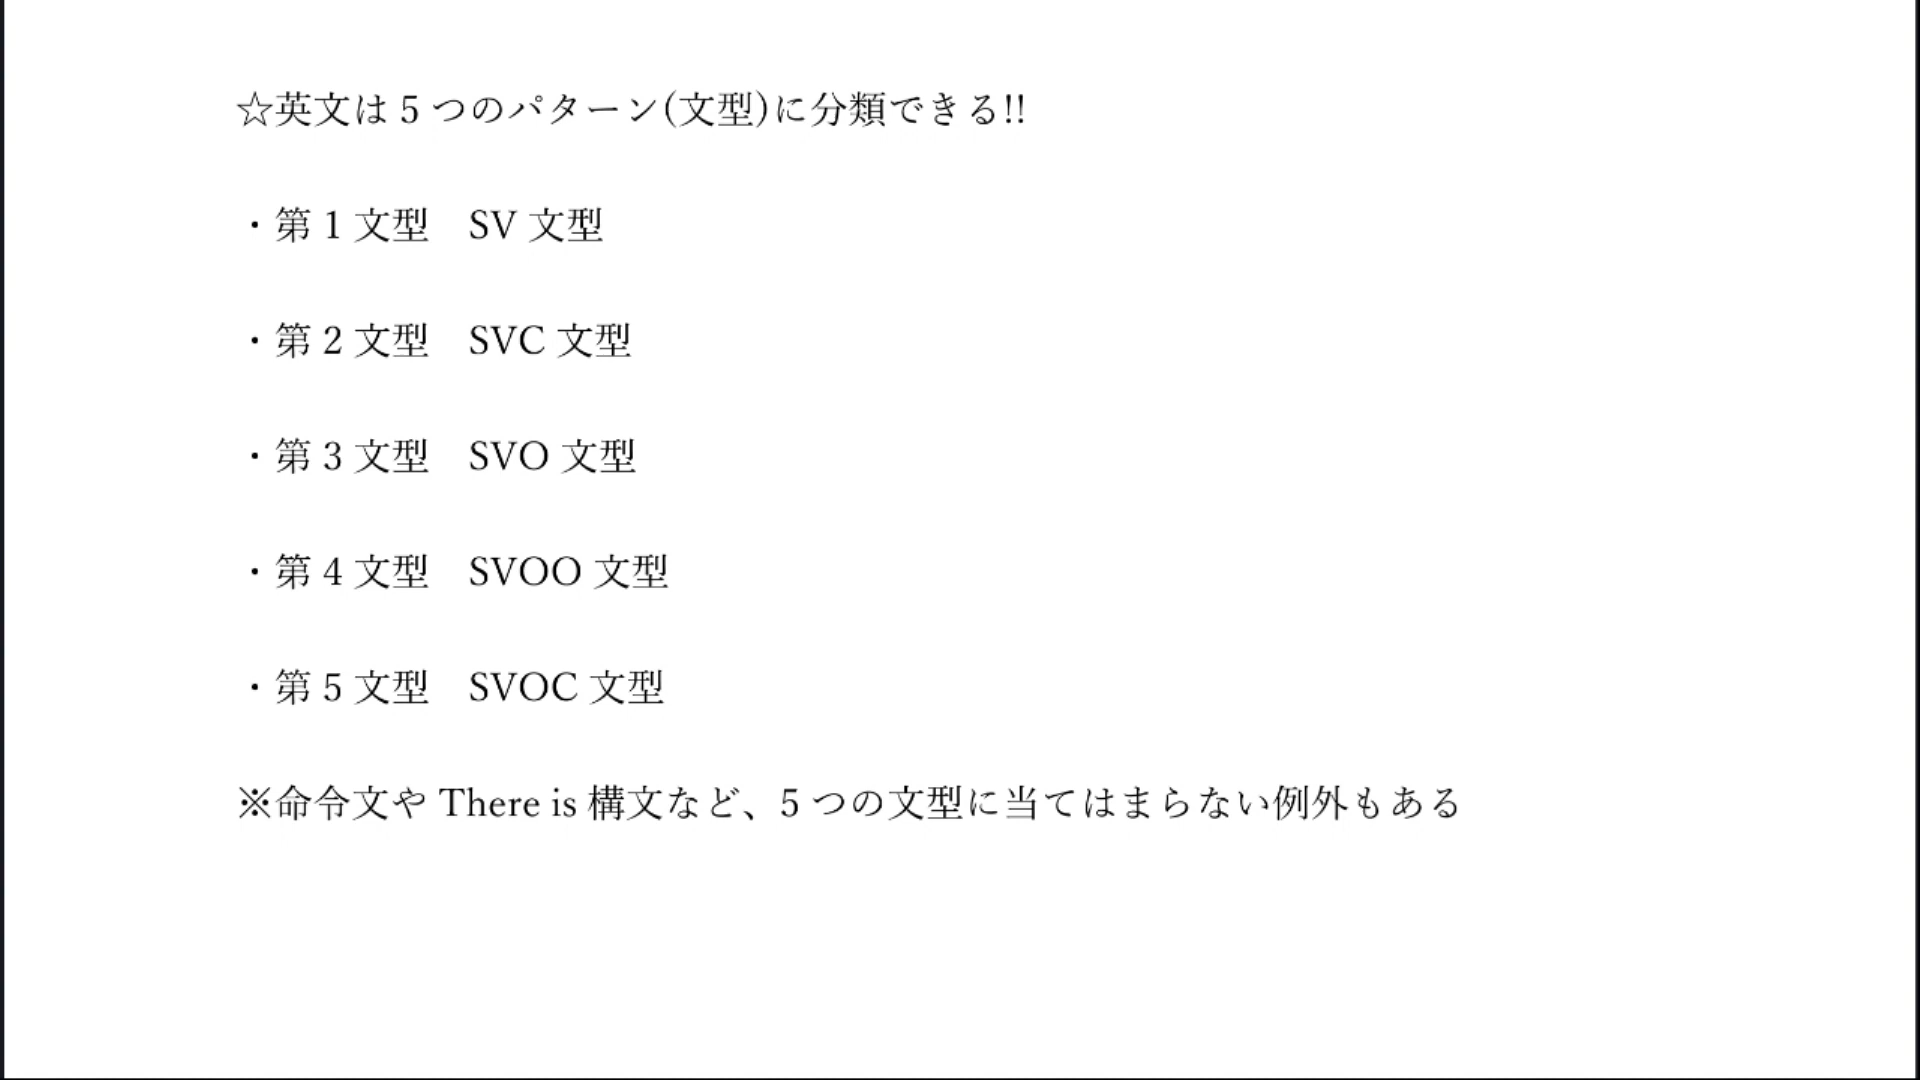 ☆英文は 5 つのパターン(文型)に分類できる!!
・第 1 文型　SV 文型
・第 2 文型　SVC 文型
・第 3 文型　SVO 文型
・第 4 文型　SVOO 文型
・第 5 文型　SVOC 文型
※命令文や There is 構文など、5 つの文型に当てはまらない例外もある